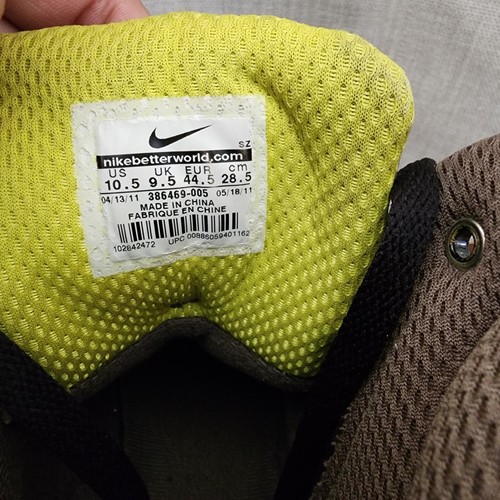 SZ
nikebetterworld.com
US UK EUR cm
10.5 9.5 44.5 28.5
04/13/11 386469-005 05/18/11
MADE IN CHINA
FABRIQUE EN CHINE
102842472 UPC 00886059401162